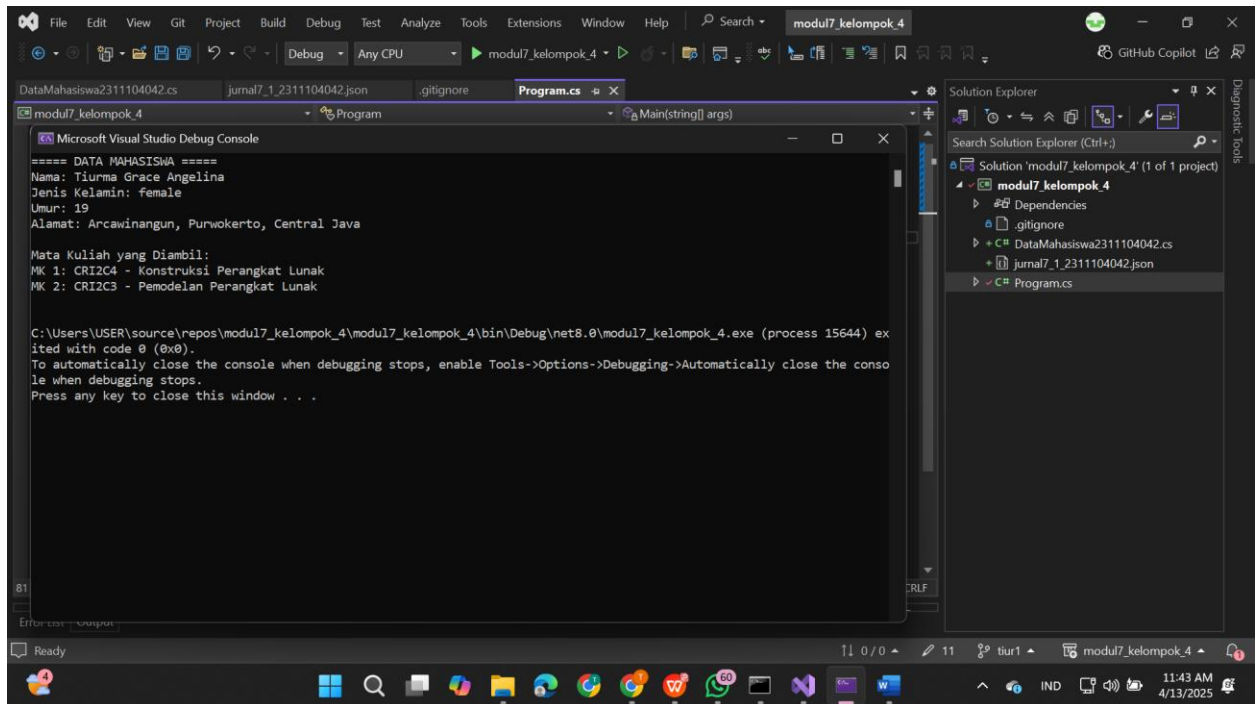 File Edit View Git Project Build Debug Test Analyze Tools Extensions Window Help Search modul7_kelompok_4
Debug Any CPU modul7_kelompok_4 GitHub Copilot
DataMahasiswa2311104042.cs jurnal7_1_2311104042.json .gitignore Program.cs
modul7_kelompok_4 Program Main(string[] args)
Microsoft Visual Studio Debug Console
===== DATA MAHASISWA =====
Nama: Tiurma Grace Angelina
Jenis Kelamin: female
Umur: 19
Alamat: Arcawinangun, Purwokerto, Central Java
Mata Kuliah yang Diambil:
MK 1: CRI2C4 - Konstruksi Perangkat Lunak
MK 2: CRI2C3 - Pemodelan Perangkat Lunak
C:\Users\USER\source\repos\modul7_kelompok_4\modul7_kelompok_4\bin\Debug\net8.0\modul7_kelompok_4.exe (process 15644) ex
ited with code 0 (0x0).
To automatically close the console when debugging stops, enable Tools->Options->Debugging->Automatically close the conso
le when debugging stops.
Press any key to close this window . . .
81
CRLF
Error List Output
Solution Explorer
Search Solution Explorer (Ctrl+;)
Solution 'modul7_kelompok_4' (1 of 1 project)
modul7_kelompok_4
Dependencies
.gitignore
C# DataMahasiswa2311104042.cs
jurnal7_1_2311104042.json
C# Program.cs
Diagnostic Tools
Ready 0 / 0 11 tiur1 modul7_kelompok_4 1
4 60 IND 11:43 AM
4/13/2025